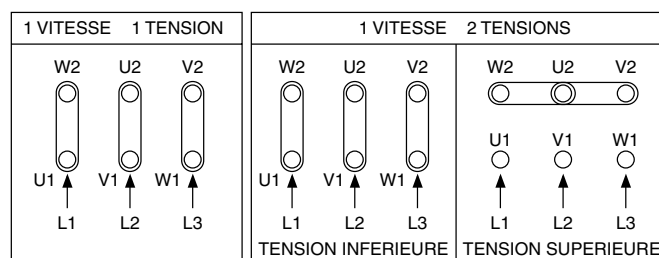 1 VITESSE 1 TENSION
W2 U2 V2
U1 V1 W1
L1 L2 L3
1 VITESSE 2 TENSIONS
W2 U2 V2
U1 V1 W1
L1 L2 L3
TENSION INFERIEURE
W2 U2 V2
U1 V1 W1
L1 L2 L3
TENSION SUPERIEURE